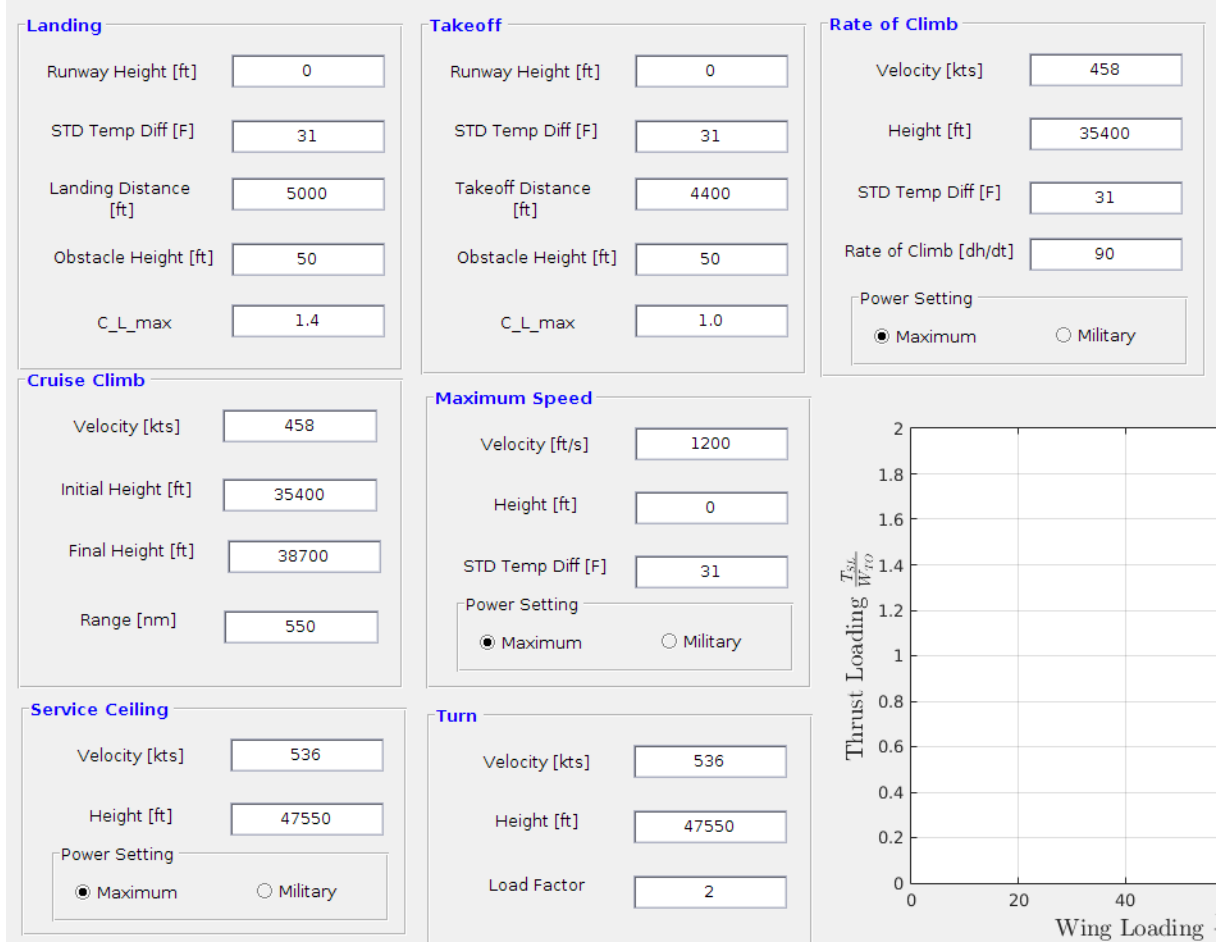 Landing
Runway Height [ft] 0
STD Temp Diff [F] 31
Landing Distance
[ft] 5000
Obstacle Height [ft] 50
C_L_max 1.4
Takeoff
Runway Height [ft] 0
STD Temp Diff [F] 31
Takeoff Distance
[ft] 4400
Obstacle Height [ft] 50
C_L_max 1.0
Rate of Climb
Velocity [kts] 458
Height [ft] 35400
STD Temp Diff [F] 31
Rate of Climb [dh/dt] 90
Power Setting
Maximum Military
Cruise Climb
Velocity [kts] 458
Initial Height [ft] 35400
Final Height [ft] 38700
Range [nm] 550
Maximum Speed
Velocity [ft/s] 1200
Height [ft] 0
STD Temp Diff [F] 31
Power Setting
Maximum Military
Service Ceiling
Velocity [kts] 536
Height [ft] 47550
Power Setting
Maximum Military
Turn
Velocity [kts] 536
Height [ft] 47550
Load Factor 2
Thrust Loading T_SL/W_TO
2
1.8
1.6
1.4
1.2
1
0.8
0.6
0.4
0.2
0
0 20 40
Wing Loading